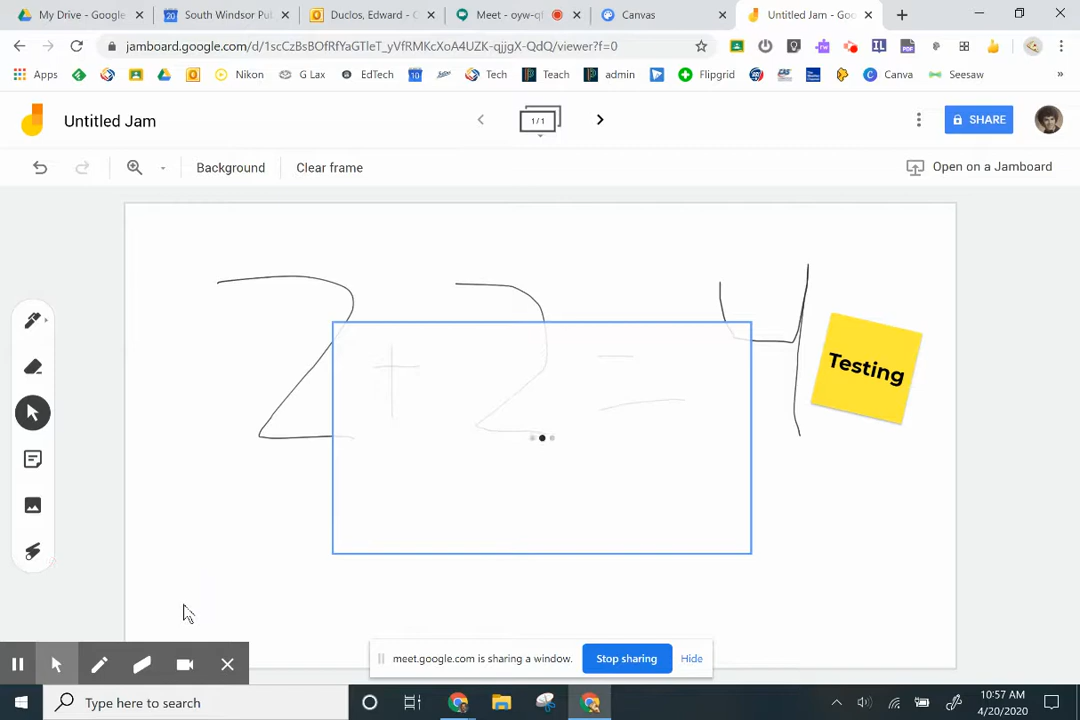 My Drive - Google
South Windsor Pu
Duclos, Edward - C
Meet - oyw-q
Canvas
Untitled Jam - Goo
jamboard.google.com/d/1scCzBsBOfRfYaGTleT_yVfRMKcXoA4UZK-qjjgX-QdQ/viewer?f=0
Apps
Nikon
G Lax
EdTech
Tech
Teach
admin
Flipgrid
Canva
Seesaw
Untitled Jam
1/1
SHARE
Background
Clear frame
Open on a Jamboard
2 + 2 = 4
Testing
meet.google.com is sharing a window.
Stop sharing
Hide
Type here to search
10:57 AM
4/20/2020